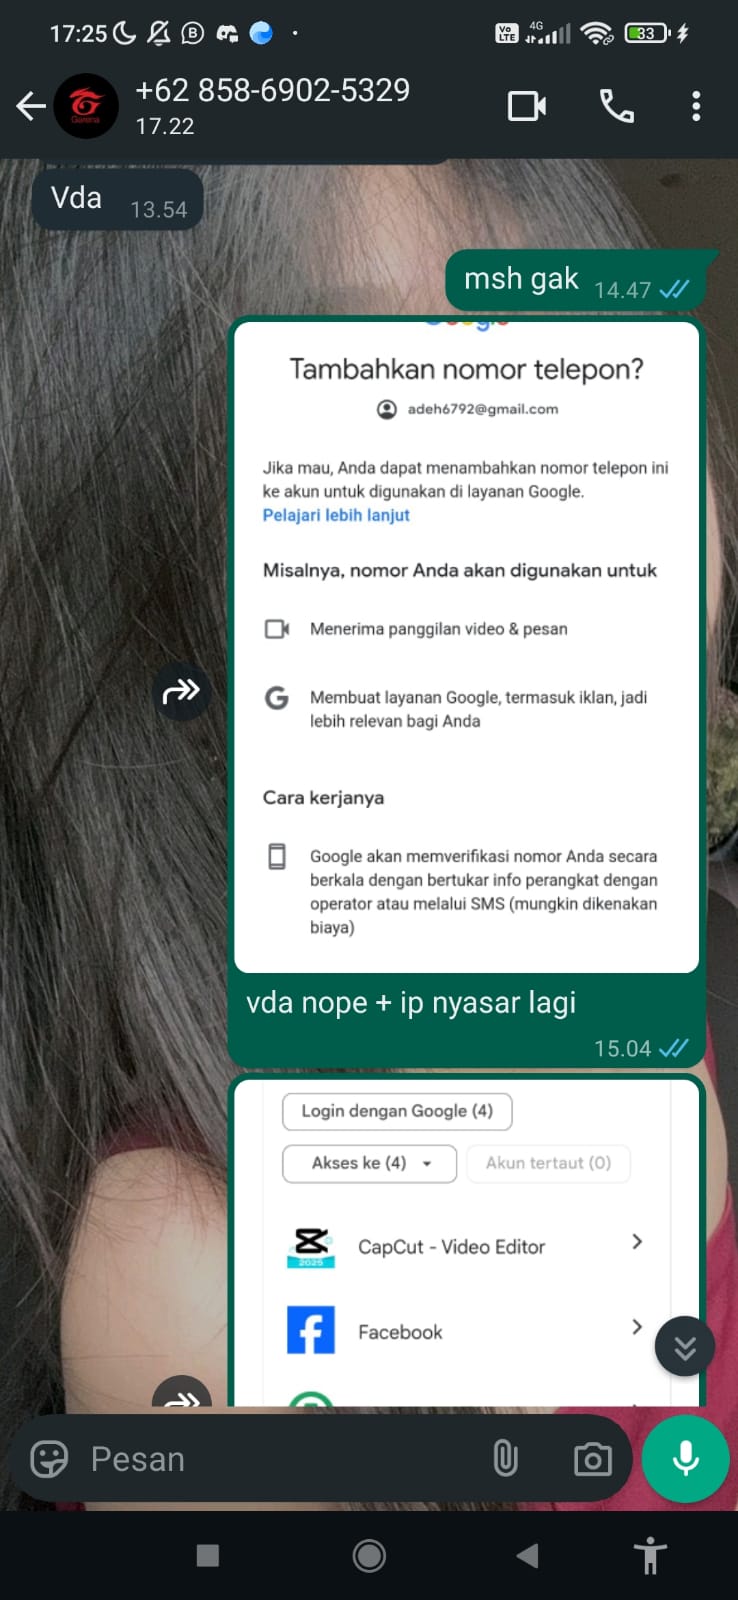 17:25
Vo
LTE
4G
33
Garena
+62 858-6902-5329
17.22
Vda
13.54
msh gak
14.47
Tambahkan nomor telepon?
adeh6792@gmail.com
Jika mau, Anda dapat menambahkan nomor telepon ini
ke akun untuk digunakan di layanan Google.
Pelajari lebih lanjut
Misalnya, nomor Anda akan digunakan untuk
Menerima panggilan video & pesan
Membuat layanan Google, termasuk iklan, jadi
lebih relevan bagi Anda
Cara kerjanya
Google akan memverifikasi nomor Anda secara
berkala dengan bertukar info perangkat dengan
operator atau melalui SMS (mungkin dikenakan
biaya)
vda nope + ip nyasar lagi
15.04
Login dengan Google (4)
Akses ke (4)
Akun tertaut (0)
2025
CapCut - Video Editor
Facebook
Pesan